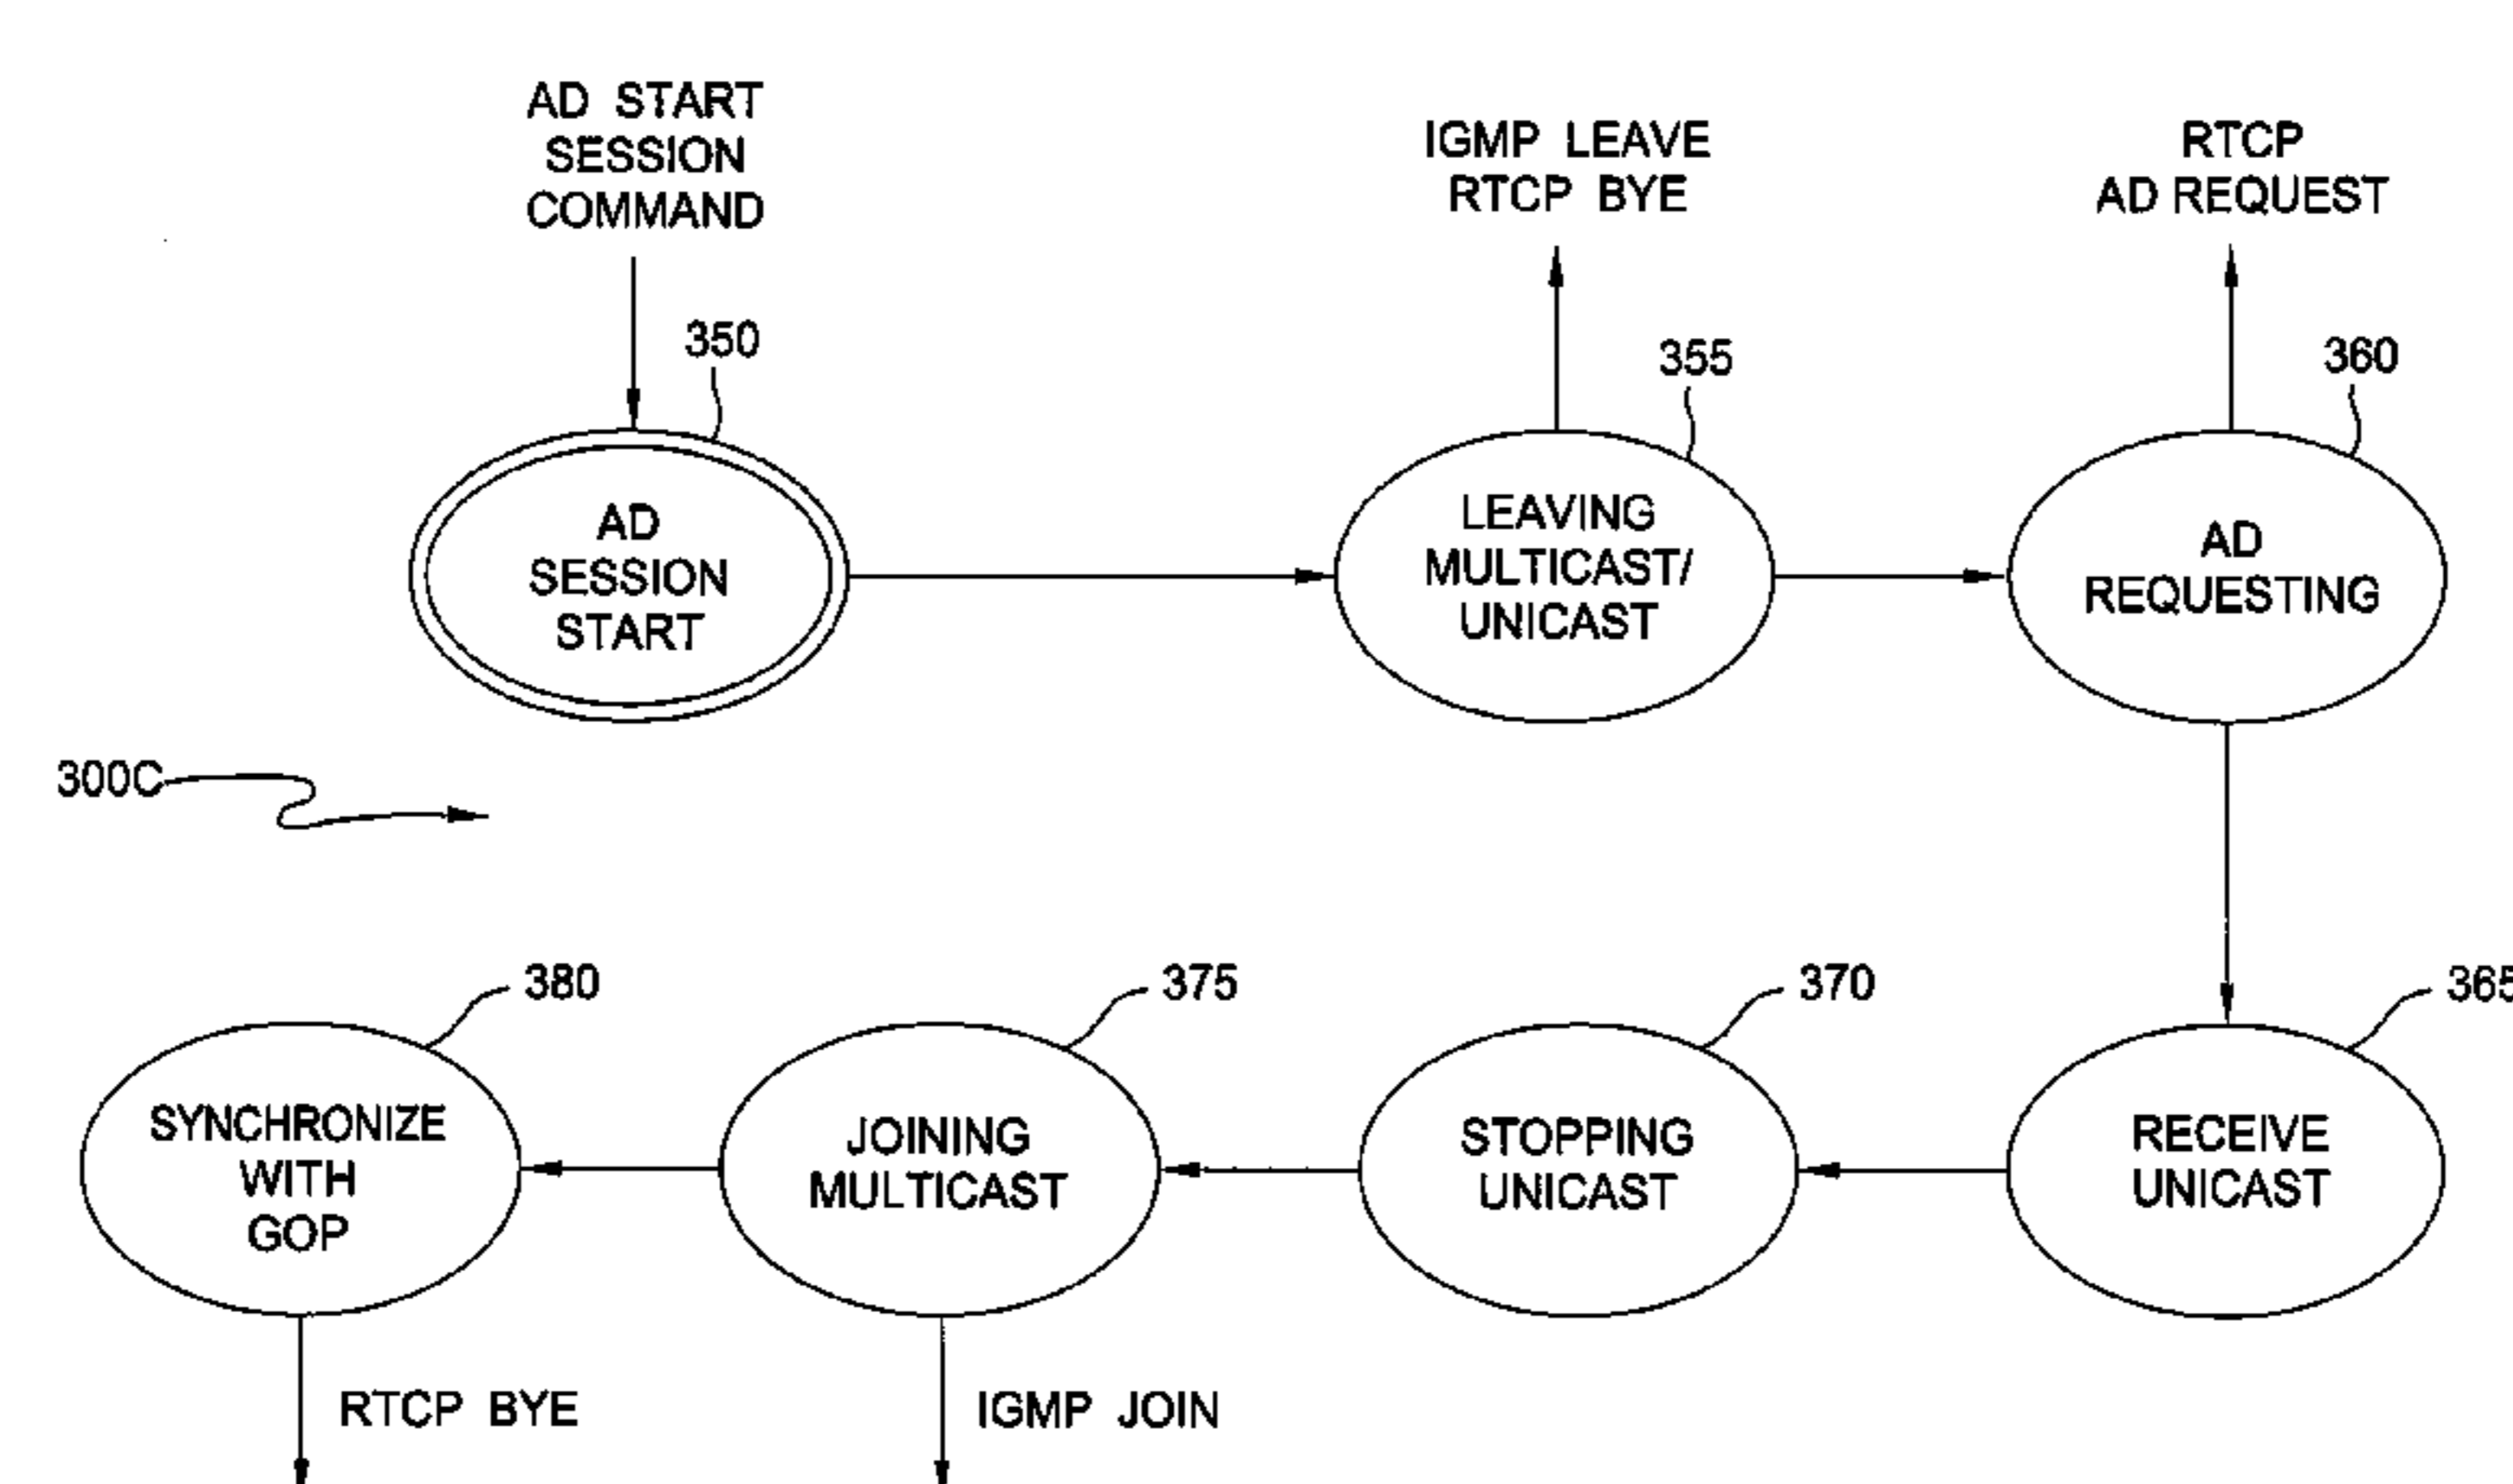 AD START
SESSION
COMMAND
IGMP LEAVE
RTCP BYE
RTCP
AD REQUEST
350
355
360
AD
SESSION
START
LEAVING
MULTICAST/
UNICAST
AD
REQUESTING
300C
380
375
370
365
SYNCHRONIZE
WITH
GOP
JOINING
MULTICAST
STOPPING
UNICAST
RECEIVE
UNICAST
RTCP BYE
IGMP JOIN